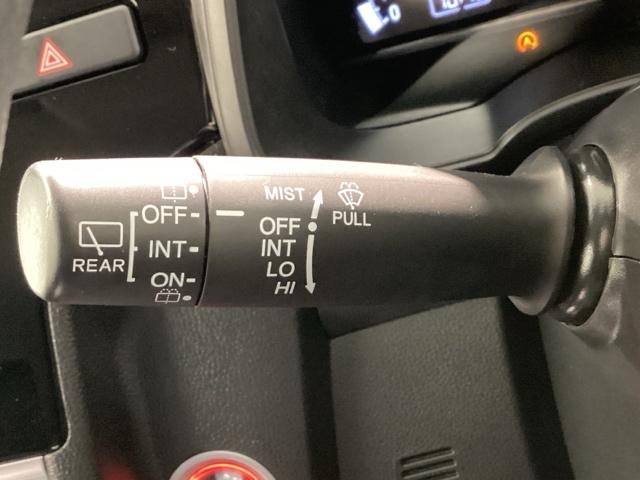 OFF
INT
REAR
ON
MIST
PULL
OFF
INT
LO
HI